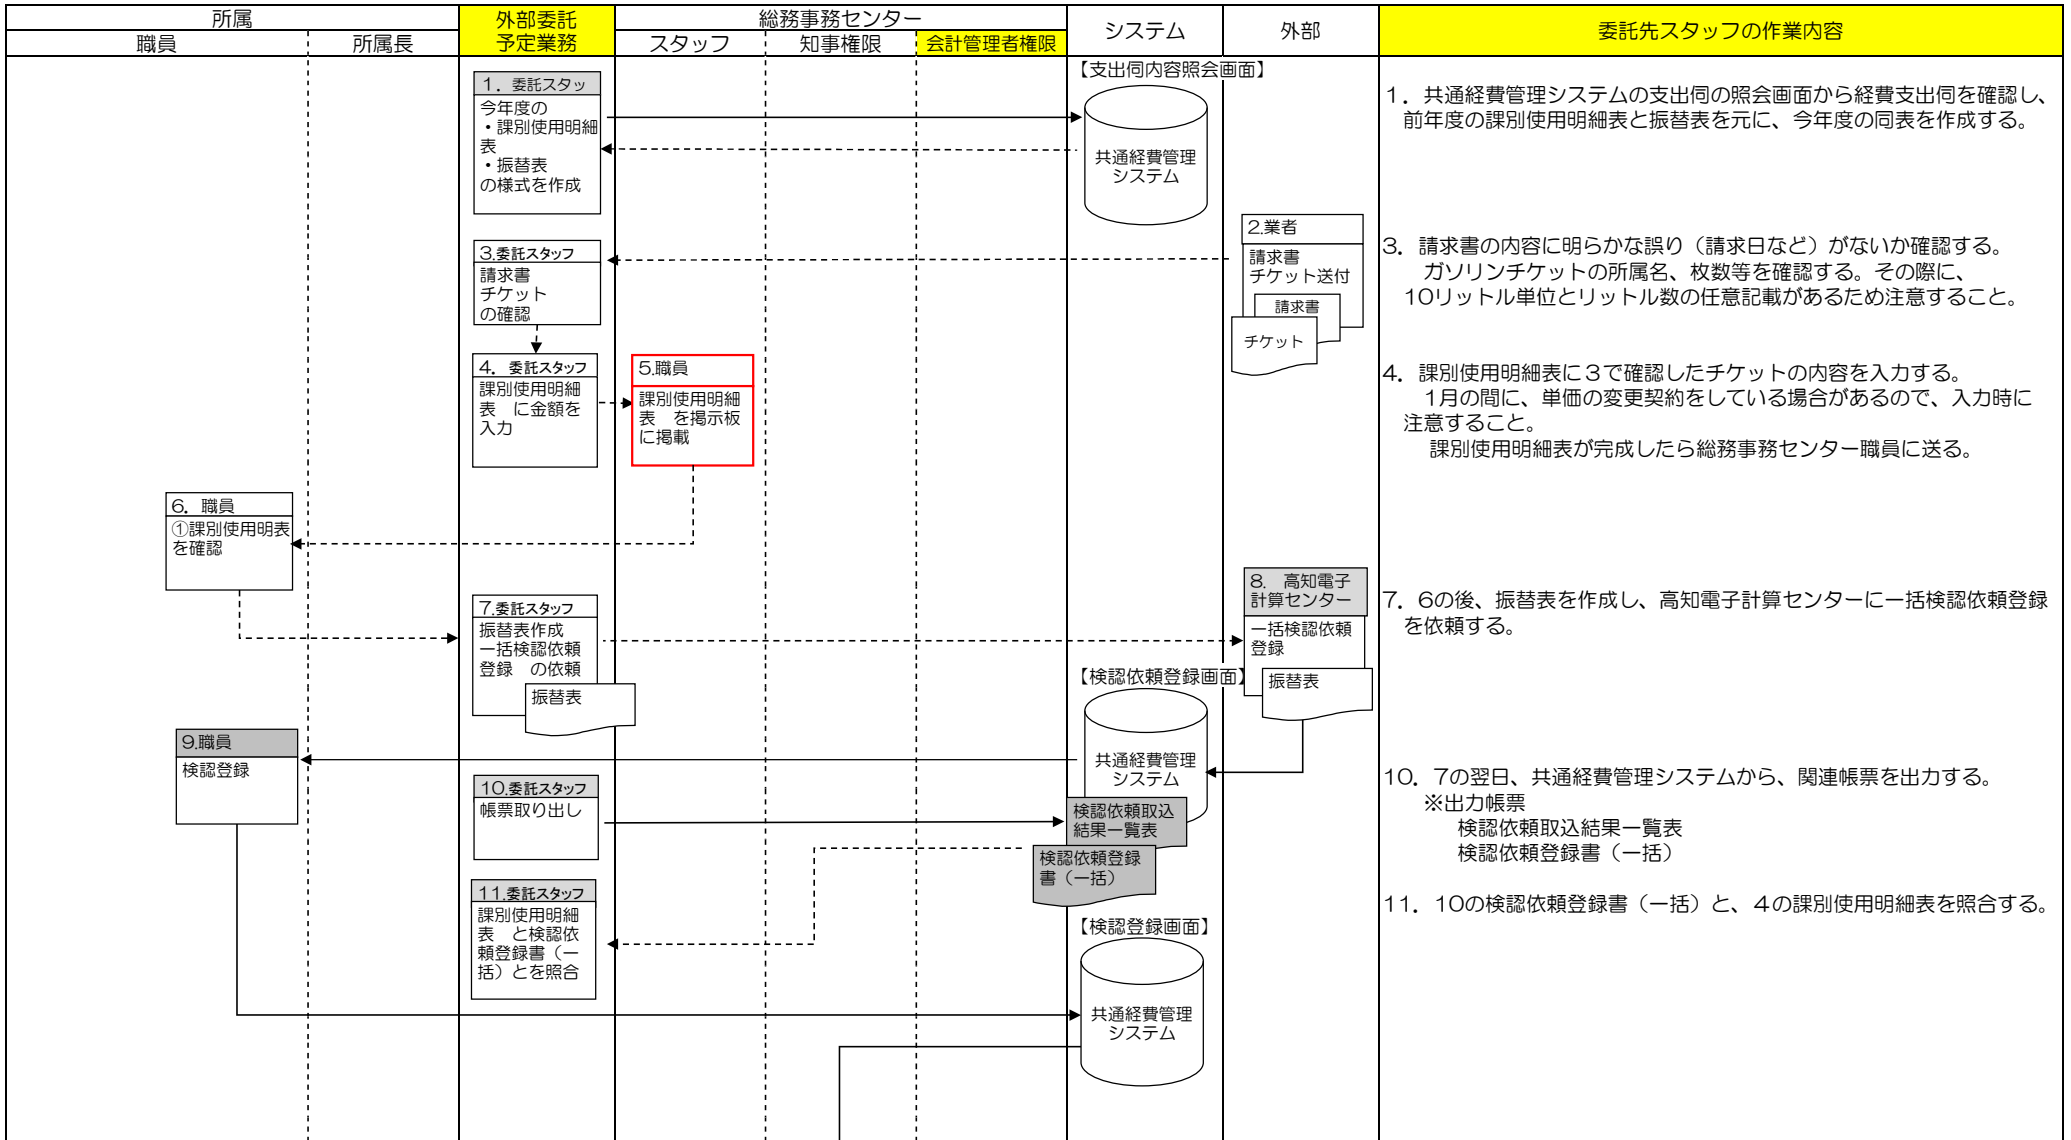 所属
外部委託
予定業務
総務事務センター
システム
外部
委託先スタッフの作業内容
職員
所属長
スタッフ
知事権限
会計管理者権限
1．委託スタッ
今年度の
・課別使用明細
表
・振替表
の様式を作成
【支出伺内容照会画面】
共通経費管理
システム
1．共通経費管理システムの支出伺の照会画面から経費支出伺を確認し、
前年度の課別使用明細表と振替表を元に、今年度の同表を作成する。
2.業者
請求書
チケット送付
請求書
チケット
3.委託スタッフ
請求書
チケット
の確認
3．請求書の内容に明らかな誤り（請求日など）がないか確認する。
ガソリンチケットの所属名、枚数等を確認する。その際に、
10リットル単位とリットル数の任意記載があるため注意すること。
4．委託スタッフ
課別使用明細
表　に金額を
入力
5.職員
課別使用明細
表　を掲示板
に掲載
4．課別使用明細表に３で確認したチケットの内容を入力する。
1月の間に、単価の変更契約をしている場合があるので、入力時に
注意すること。
課別使用明細表が完成したら総務事務センター職員に送る。
6．職員
①課別使用明表
を確認
7.委託スタッフ
振替表作成
一括検認依頼
登録　の依頼
振替表
8．高知電子
計算センター
一括検認依頼
登録
振替表
7．6の後、振替表を作成し、高知電子計算センターに一括検認依頼登録
を依頼する。
【検認依頼登録画面】
共通経費管理
システム
9.職員
検認登録
10.委託スタッフ
帳票取り出し
検認依頼取込
結果一覧表
検認依頼登録
書（一括）
10．7の翌日、共通経費管理システムから、関連帳票を出力する。
※出力帳票
検認依頼取込結果一覧表
検認依頼登録書（一括）
11.委託スタッフ
課別使用明細
表　と検認依
頼登録書（一
括）とを照合
11．10の検認依頼登録書（一括）と、４の課別使用明細表を照合する。
【検認登録画面】
共通経費管理
システム